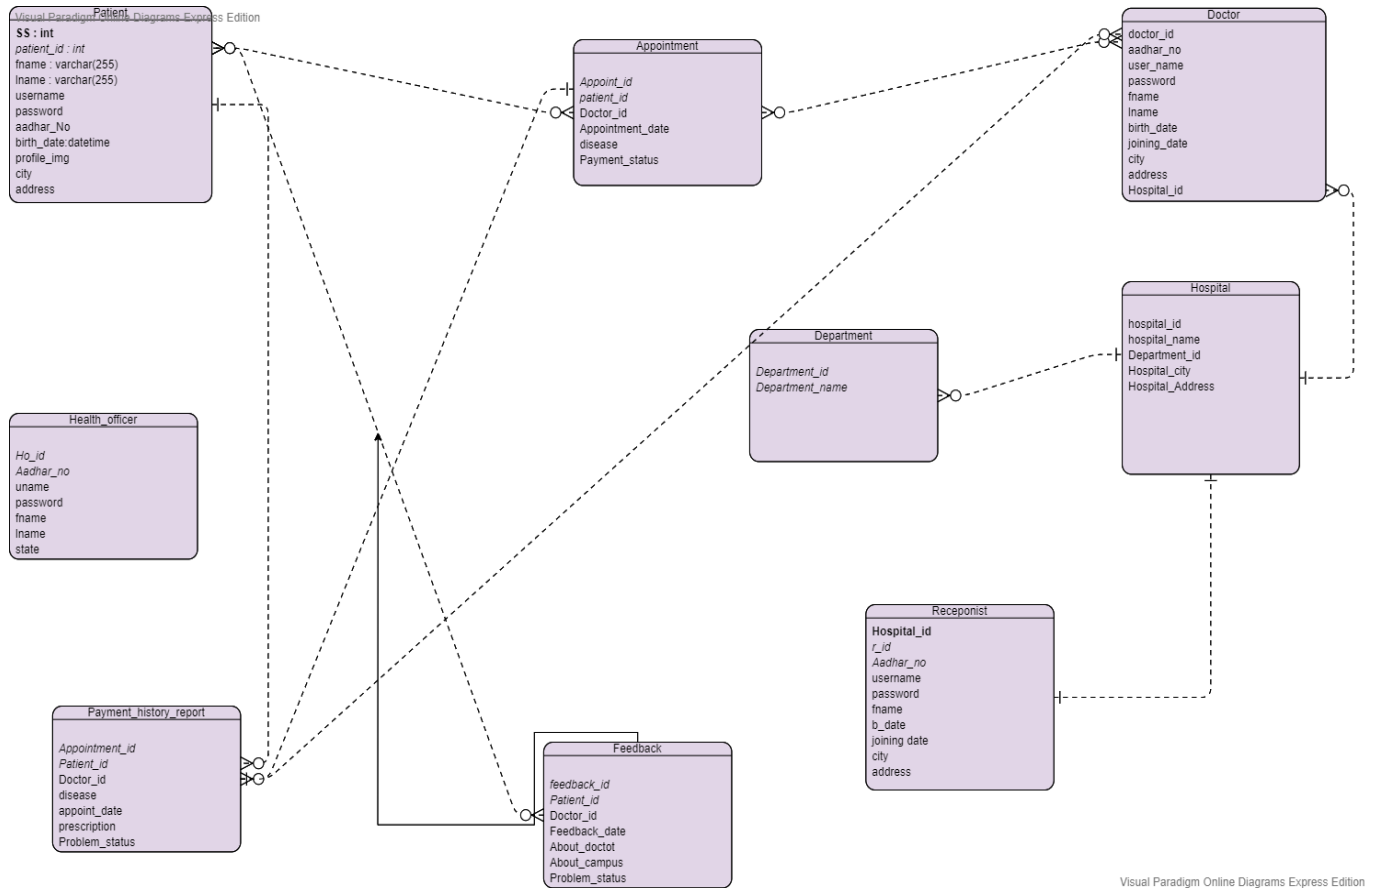 Visual Paradigm Online Diagrams Express Edition
Patient
SS : int
patient_id : int
fname : varchar(255)
lname : varchar(255)
username
password
aadhar_No
birth_date:datetime
profile_img
city
address
Appointment
Appoint_id
patient_id
Doctor_id
Appointment_date
disease
Payment_status
Doctor
doctor_id
aadhar_no
user_name
password
fname
lname
birth_date
joining_date
city
address
Hospital_id
Hospital
hospital_id
hospital_name
Department_id
Hospital_city
Hospital_Address
Department
Department_id
Department_name
Health_officer
Ho_id
Aadhar_no
uname
password
fname
lname
state
Receponist
Hospital_id
r_id
Aadhar_no
username
password
fname
b_date
joining date
city
address
Payment_history_report
Appointment_id
Patient_id
Doctor_id
disease
appoint_date
prescription
Problem_status
Feedback
feedback_id
Patient_id
Doctor_id
Feedback_date
About_doctot
About_campus
Problem_status
Visual Paradigm Online Diagrams Express Edition